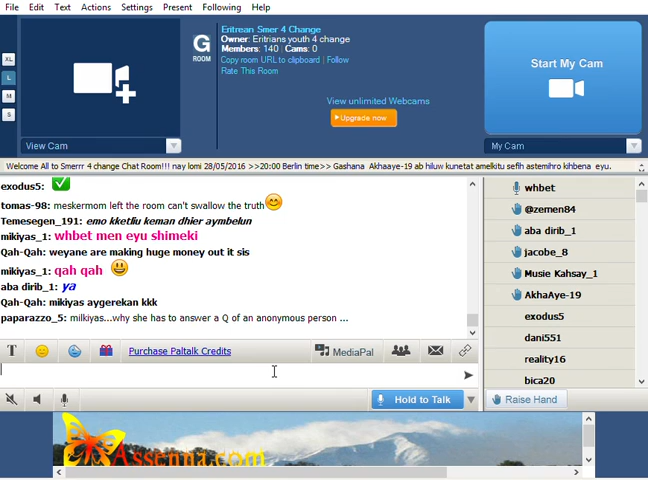 File Edit Text Actions Settings Present Following Help
XL
L
M
S
View Cam
G
ROOM
Eritrean Smer 4 Change
Owner: Eritrians youth 4 change
Members: 140 | Cams: 0
Copy room URL to clipboard | Follow
Rate This Room
View unlimited Webcams
Upgrade now
Start My Cam
My Cam
Welcome All to Smerrr 4 change Chat Room!!! nay lomi 28/05/2016 >>20:00 Berlin time>> Gashana Akhaaye-19 ab hiluw kunetat amelkitu sefih astemihro kihbena eyu.
exodus5:
tomas-98: meskermom left the room can't swallow the truth
Temesegen_191: emo kketliu keman dhier aymbelun
mikiyas_1: whbet men eyu shimeki
Qah-Qah: weyane are making huge money out it sis
mikiyas_1: qah qah
aba dirib_1: ya
Qah-Qah: mikiyas aygerekan kkk
paparazzo_5: milkiyas...why she has to answer a Q of an anonymous person ...
whbet
@zemen84
aba dirib_1
jacobe_8
Musie Kahsay_1
AkhaAye-19
exodus5
dani551
reality16
bica20
T
Purchase Paltalk Credits
MediaPal
Hold to Talk
Raise Hand
Assenna.com